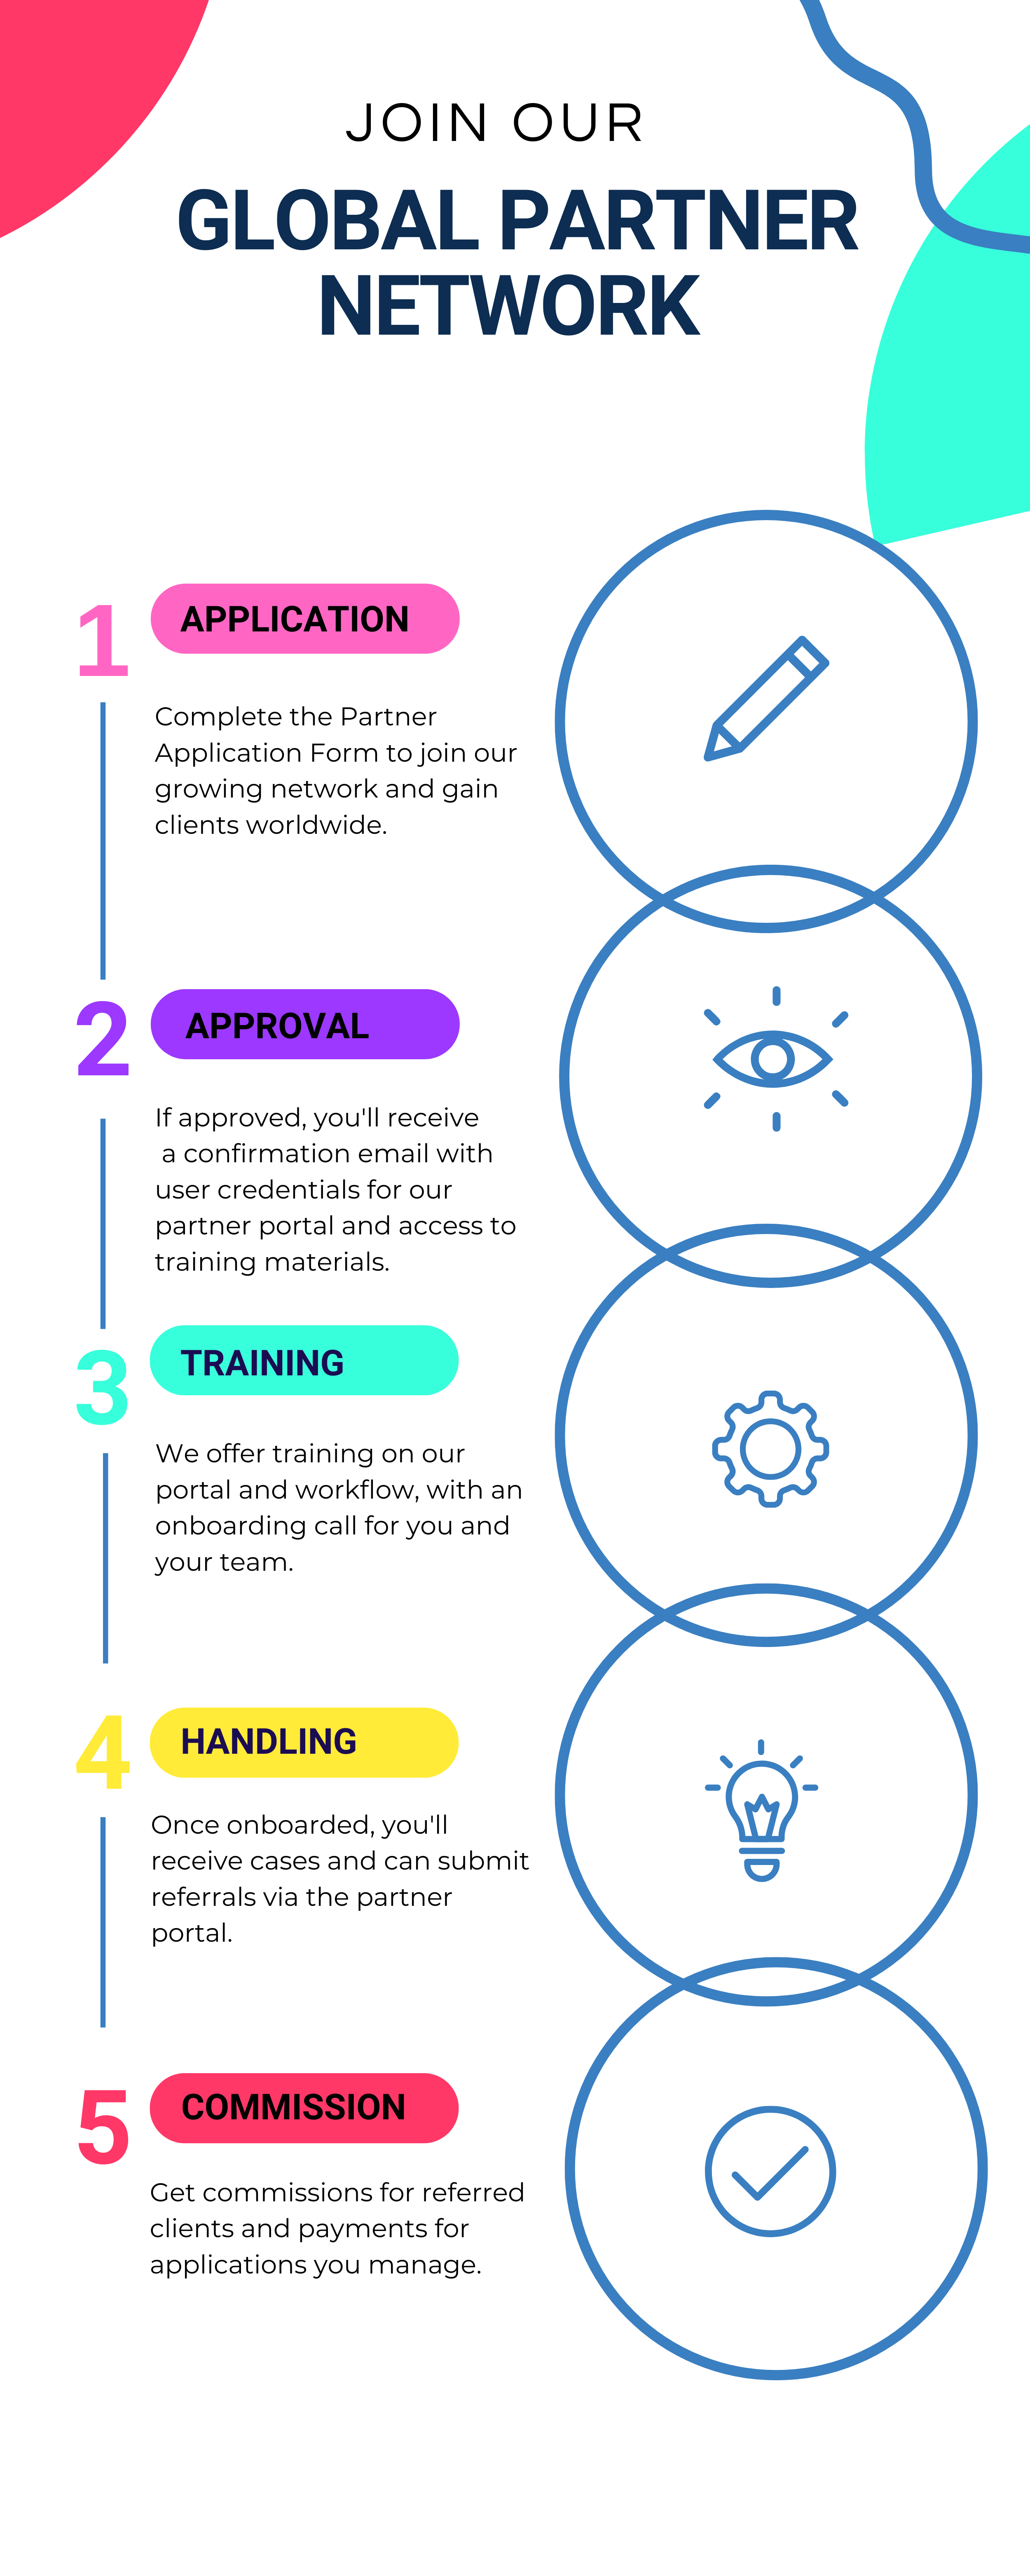 JOIN OUR
GLOBAL PARTNER
NETWORK
1
APPLICATION
Complete the Partner
Application Form to join our
growing network and gain
clients worldwide.
2
APPROVAL
If approved, you'll receive
a confirmation email with
user credentials for our
partner portal and access to
training materials.
3
TRAINING
We offer training on our
portal and workflow, with an
onboarding call for you and
your team.
4
HANDLING
Once onboarded, you'll
receive cases and can submit
referrals via the partner
portal.
5
COMMISSION
Get commissions for referred
clients and payments for
applications you manage.